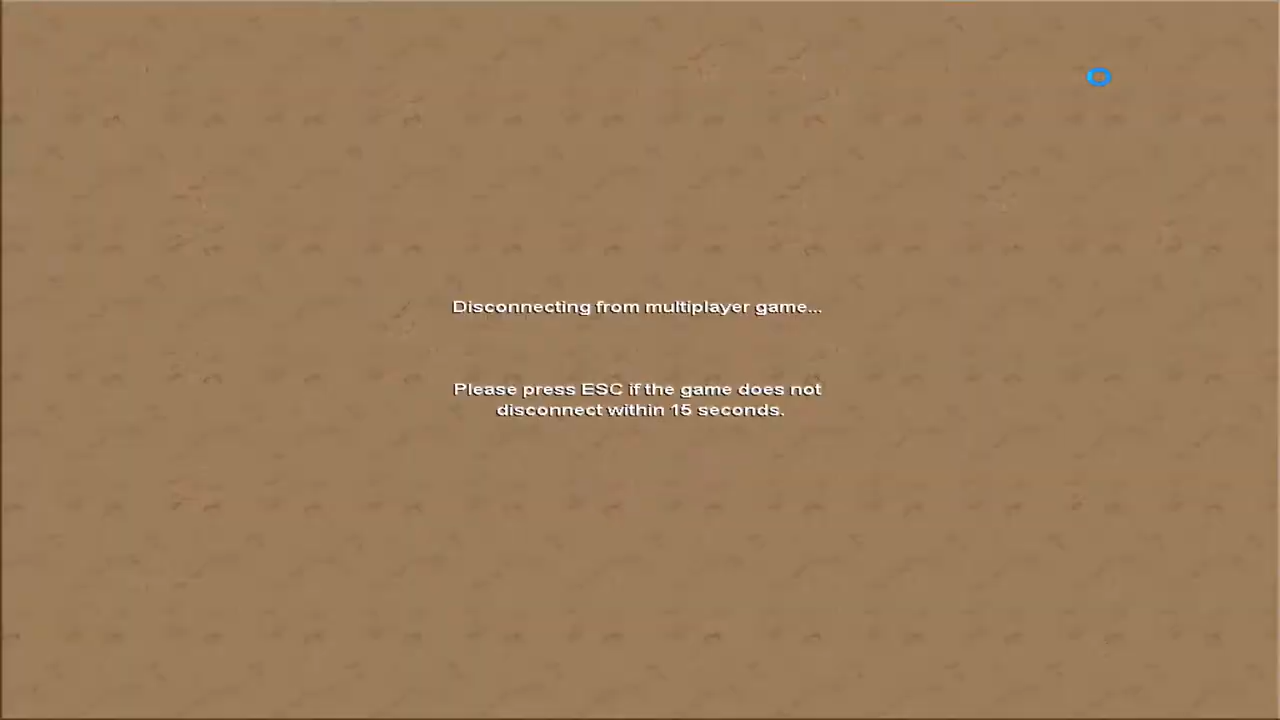 Disconnecting from multiplayer game...
Please press ESC if the game does not
disconnect within 15 seconds.